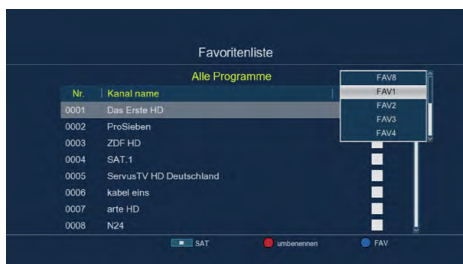 Favoritenliste
Alle Programme
Nr. Kanal name
0001 Das Erste HD
0002 ProSieben
0003 ZDF HD
0004 SAT.1
0005 ServusTV HD Deutschland
0006 kabel eins
0007 arte HD
0008 N24
FAV8
FAV1
FAV2
FAV3
FAV4
SAT umbenennen FAV